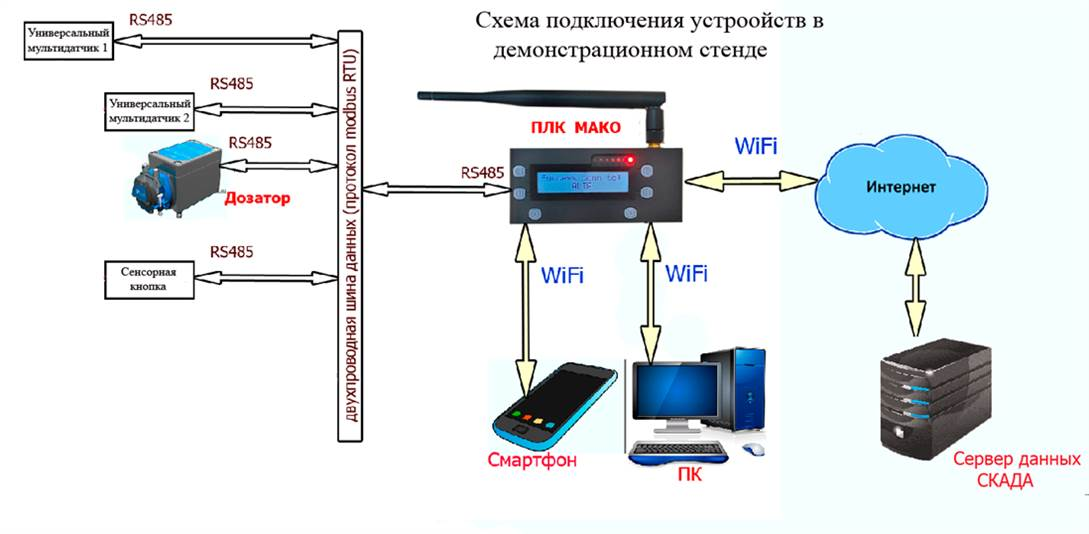 Схема подключения устроойств в
демонстрационном стенде
Универсальный
мультидатчик 1
RS485
Универсальный
мультидатчик 2
RS485
RS485
Дозатор
Сенсорная
кнопка
RS485
двухпроводная шина данных (протокол modbus RTU)
RS485
ПЛК МАКО
WiFi
Интернет
WiFi
WiFi
Смартфон
ПК
Сервер данных
СКАДА